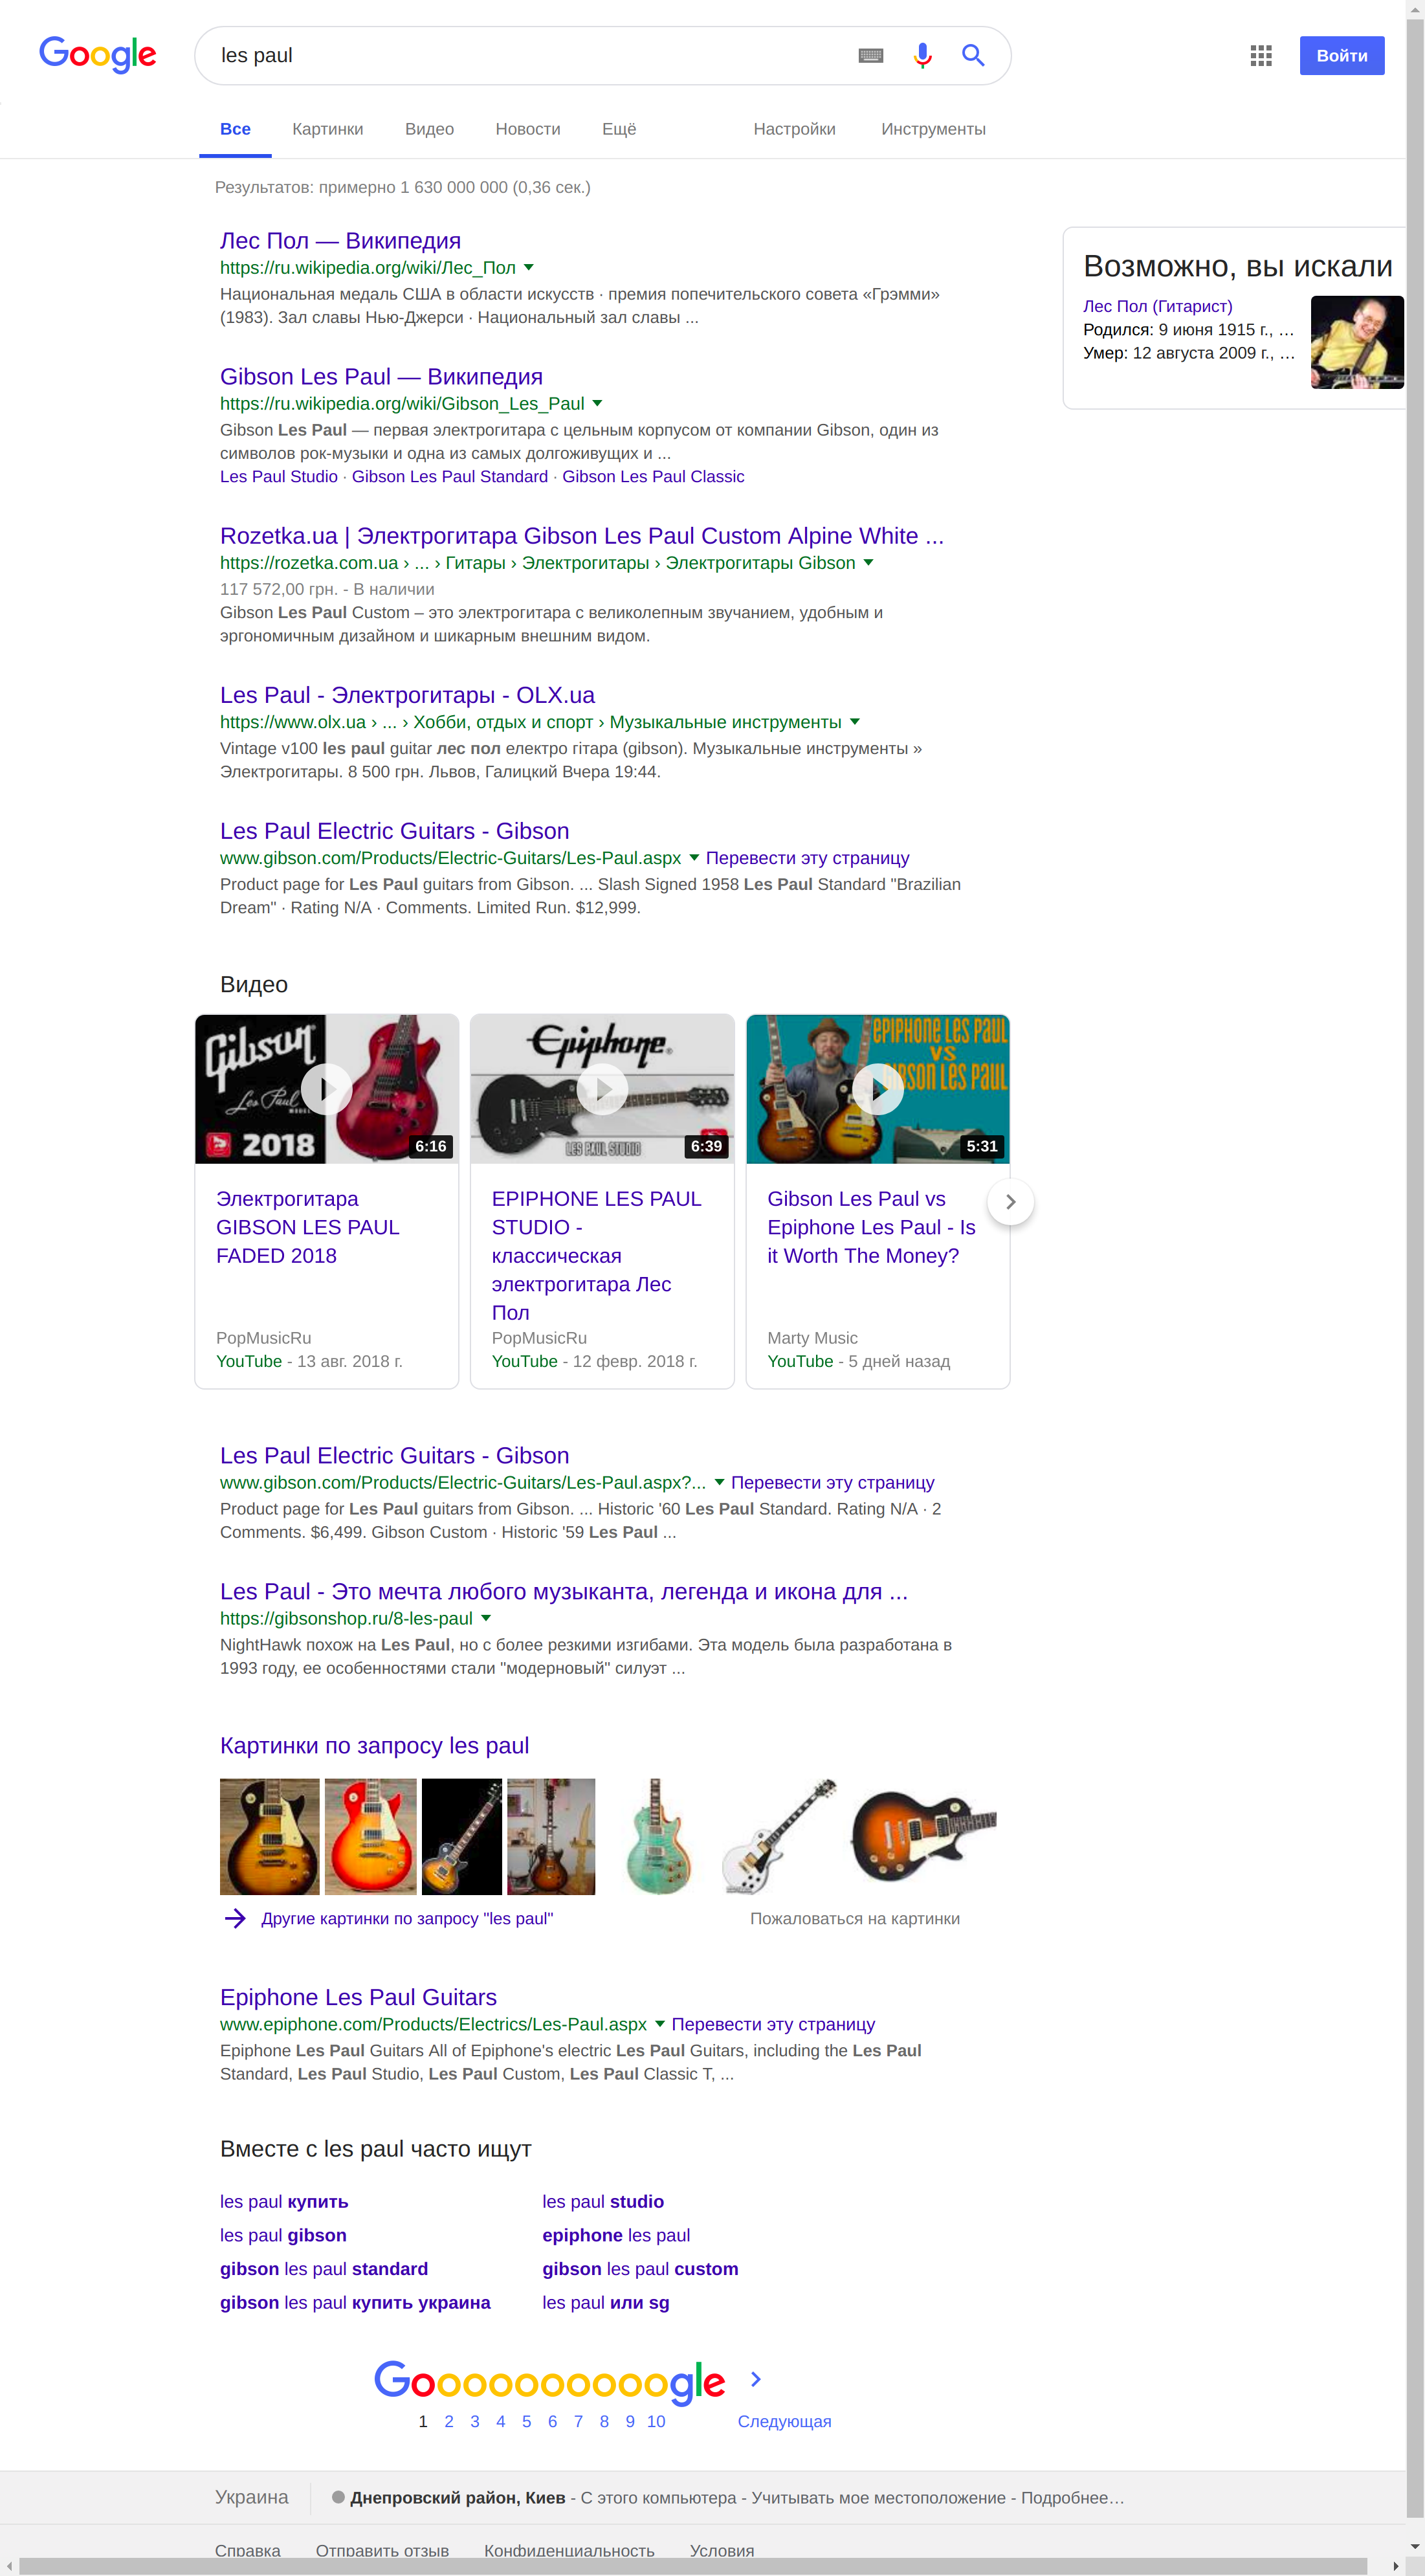 Google
les paul
Войти
Все Картинки Видео Новости Ещё Настройки Инструменты
Результатов: примерно 1 630 000 000 (0,36 сек.)
Лес Пол — Википедия
https://ru.wikipedia.org/wiki/Лес_Пол
Национальная медаль США в области искусств · премия попечительского совета «Грэмми»
(1983). Зал славы Нью-Джерси · Национальный зал славы ...
Возможно, вы искали
Лес Пол (Гитарист)
Родился: 9 июня 1915 г., ...
Умер: 12 августа 2009 г., ...
Gibson Les Paul — Википедия
https://ru.wikipedia.org/wiki/Gibson_Les_Paul
Gibson Les Paul — первая электрогитара с цельным корпусом от компании Gibson, один из
символов рок-музыки и одна из самых долгоживущих и ...
Les Paul Studio · Gibson Les Paul Standard · Gibson Les Paul Classic
Rozetka.ua | Электрогитара Gibson Les Paul Custom Alpine White ...
https://rozetka.com.ua › ... › Гитары › Электрогитары › Электрогитары Gibson
117 572,00 грн. - В наличии
Gibson Les Paul Custom – это электрогитара с великолепным звучанием, удобным и
эргономичным дизайном и шикарным внешним видом.
Les Paul - Электрогитары - OLX.ua
https://www.olx.ua › ... › Хобби, отдых и спорт › Музыкальные инструменты
Vintage v100 les paul guitar лес пол електро гітара (gibson). Музыкальные инструменты »
Электрогитары. 8 500 грн. Львов, Галицкий Вчера 19:44.
Les Paul Electric Guitars - Gibson
www.gibson.com/Products/Electric-Guitars/Les-Paul.aspx Перевести эту страницу
Product page for Les Paul guitars from Gibson. ... Slash Signed 1958 Les Paul Standard "Brazilian
Dream" · Rating N/A · Comments. Limited Run. $12,999.
Видео
Gibson
Les Paul
MODEL
2018
6:16
Электрогитара
GIBSON LES PAUL
FADED 2018
PopMusicRu
YouTube - 13 авг. 2018 г.
Epiphone
LES PAUL STUDIO
6:39
EPIPHONE LES PAUL
STUDIO -
классическая
электрогитара Лес
Пол
PopMusicRu
YouTube - 12 февр. 2018 г.
EPIPHONE LES PAUL
VS
GIBSON LES PAUL
5:31
Gibson Les Paul vs
Epiphone Les Paul - Is
it Worth The Money?
Marty Music
YouTube - 5 дней назад
Les Paul Electric Guitars - Gibson
www.gibson.com/Products/Electric-Guitars/Les-Paul.aspx?... Перевести эту страницу
Product page for Les Paul guitars from Gibson. ... Historic '60 Les Paul Standard. Rating N/A · 2
Comments. $6,499. Gibson Custom · Historic '59 Les Paul ...
Les Paul - Это мечта любого музыканта, легенда и икона для ...
https://gibsonshop.ru/8-les-paul
NightHawk похож на Les Paul, но с более резкими изгибами. Эта модель была разработана в
1993 году, ее особенностями стали "модерновый" силуэт ...
Картинки по запросу les paul
Другие картинки по запросу "les paul" Пожаловаться на картинки
Epiphone Les Paul Guitars
www.epiphone.com/Products/Electrics/Les-Paul.aspx Перевести эту страницу
Epiphone Les Paul Guitars All of Epiphone's electric Les Paul Guitars, including the Les Paul
Standard, Les Paul Studio, Les Paul Custom, Les Paul Classic T, ...
Вместе с les paul часто ищут
les paul купить les paul studio
les paul gibson epiphone les paul
gibson les paul standard gibson les paul custom
gibson les paul купить украина les paul или sg
Goooooooooogle
1 2 3 4 5 6 7 8 9 10 Следующая
Украина Днепровский район, Киев - С этого компьютера - Учитывать мое местоположение - Подробнее...
Справка Отправить отзыв Конфиденциальность Условия